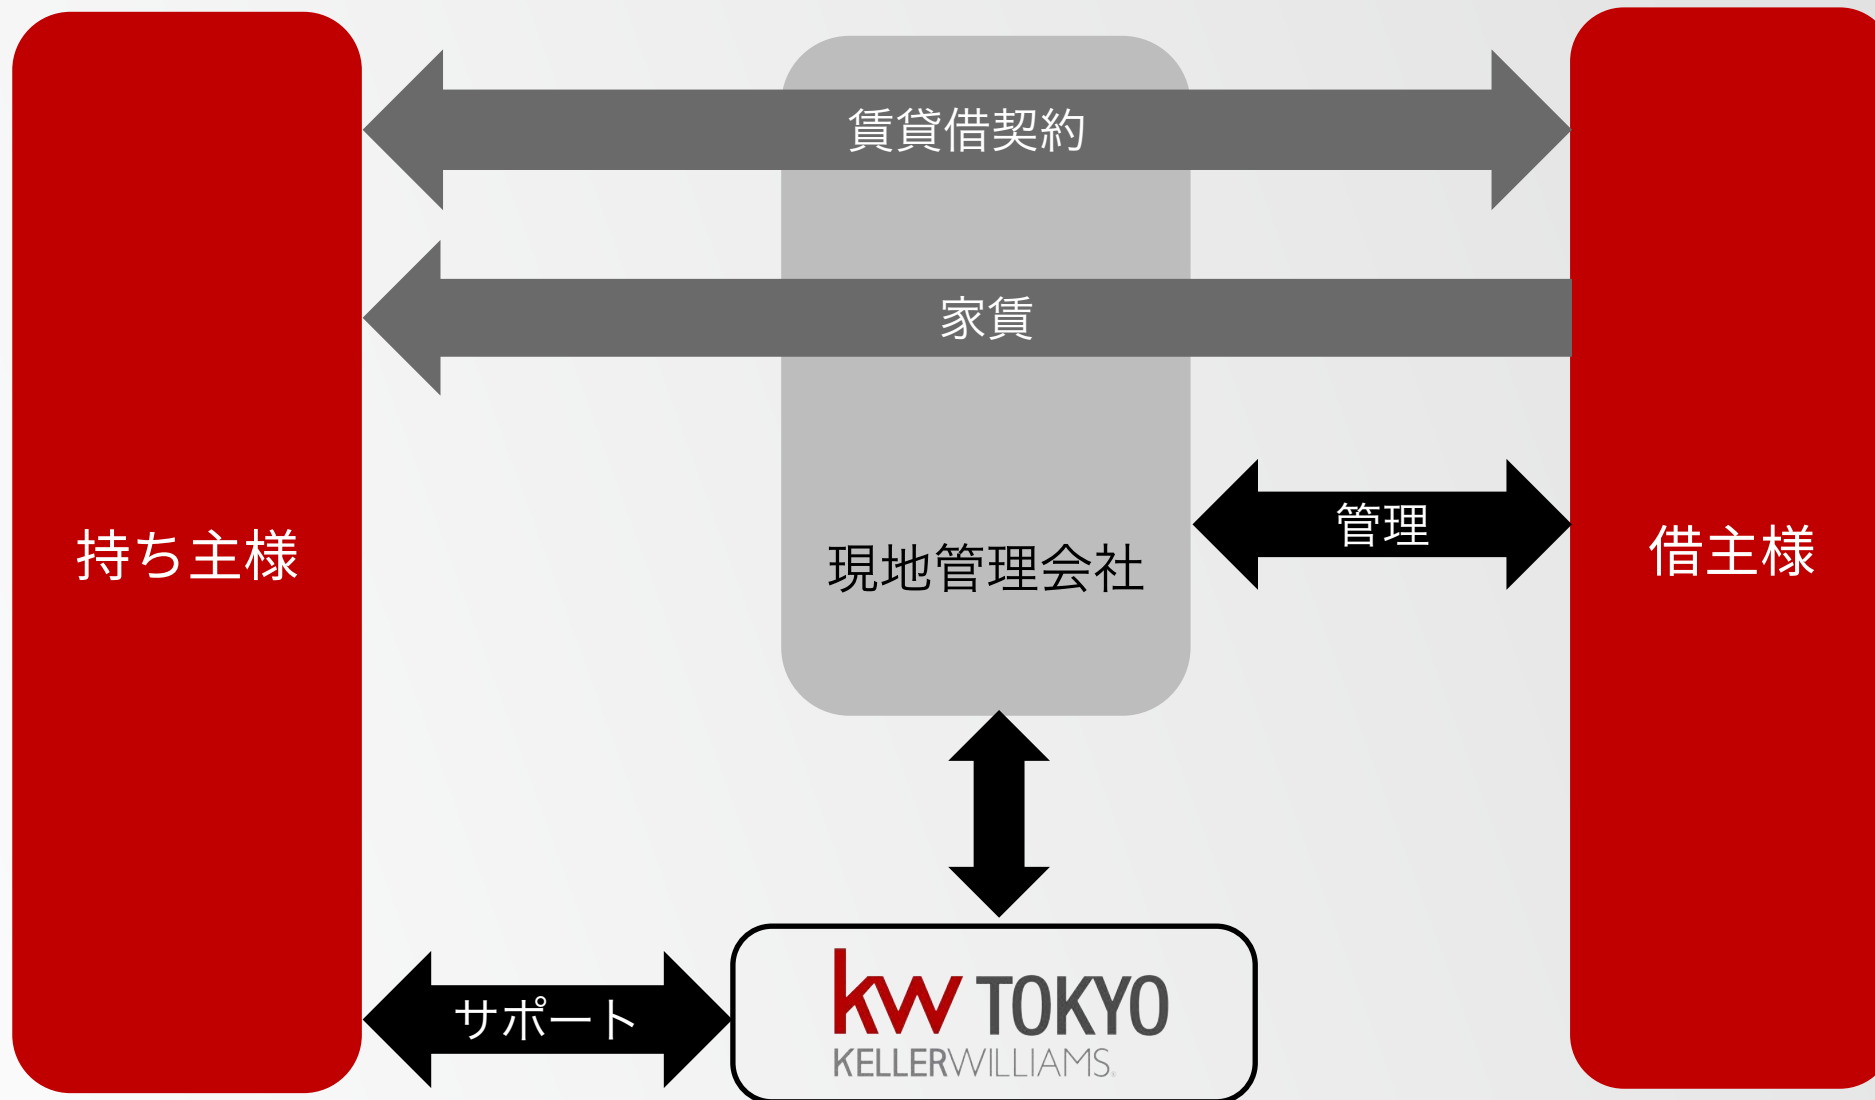 賃貸借契約
家賃
管理
持ち主様
現地管理会社
借主様
サポート
kw TOKYO
KELLERWILLIAMS.